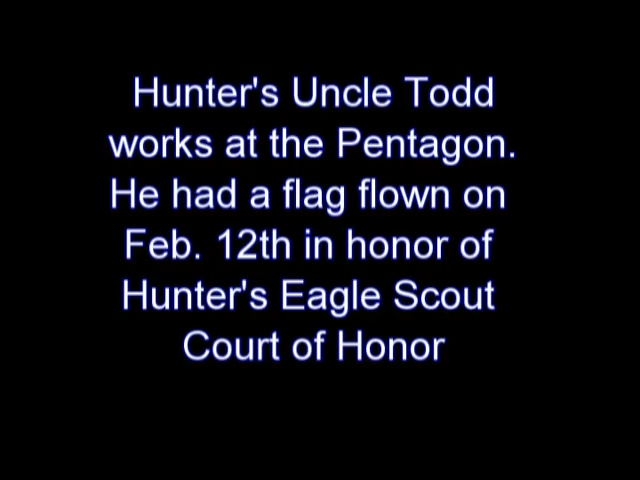 Hunter's Uncle Todd
works at the Pentagon.
He had a flag flown on
Feb. 12th in honor of
Hunter's Eagle Scout
Court of Honor